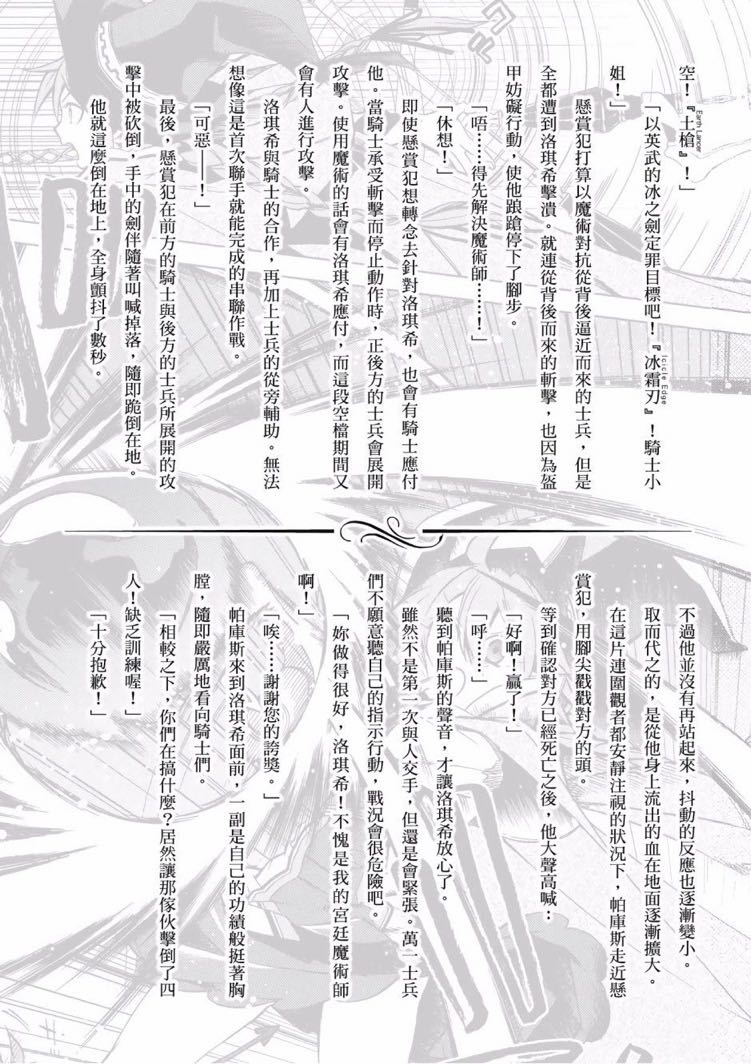 空！『土槍』！」
Earth Lancer
「以英武的冰之劍定罪目標吧！『冰霜刃』！騎士小
Icicle Edge
姐！」
懸賞犯打算以魔術對抗從背後逼近而來的士兵，但是
全都遭到洛琪希擊潰。就連從背後而來的斬擊，也因為盔
甲妨礙行動，使他踉蹌停下了腳步。
「唔……得先解決魔術師……！」
「休想！」
即使懸賞犯想轉念去針對洛琪希，也會有騎士應付
他。當騎士承受斬擊而停止動作時，正後方的士兵會展開
攻擊。使用魔術的話會有洛琪希應付，而這段空檔期間又
會有人進行攻擊。
洛琪希與騎士的合作，再加上士兵的從旁輔助。無法
想像這是首次聯手就能完成的串聯作戰。
「可惡——！」
最後，懸賞犯在前方的騎士與後方的士兵所展開的攻
擊中被砍倒，手中的劍伴隨著叫喊掉落，隨即跪倒在地。
他就這麼倒在地上，全身顫抖了數秒。
不過他並沒有再站起來，抖動的反應也逐漸變小。
取而代之的，是從他身上流出的血在地面逐漸擴大。
在這片連圍觀者都安靜注視的狀況下，帕庫斯走近懸
賞犯，用腳尖戳戳對方的頭。
等到確認對方已經死亡之後，他大聲高喊：
「好啊！贏了！」
「呼……」
聽到帕庫斯的聲音，才讓洛琪希放心了。
雖然不是第一次與人交手，但還是會緊張。萬一士兵
們不願意聽自己的指示行動，戰況會很危險吧。
「妳做得很好，洛琪希！不愧是我的宮廷魔術師
啊！」
「唉……謝謝您的誇獎。」
帕庫斯來到洛琪希面前，一副是自己的功績般挺著胸
膛，隨即嚴厲地看向騎士們。
「相較之下，你們在搞什麼？居然讓那傢伙擊倒了四
人！缺乏訓練喔！」
「十分抱歉！」